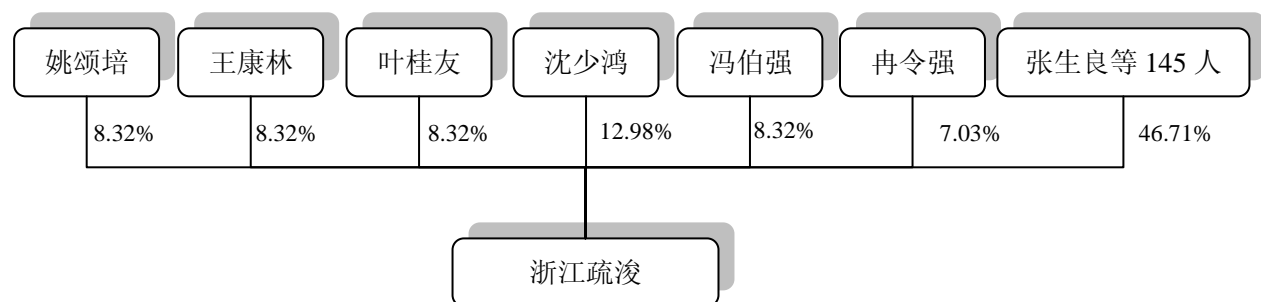 姚颂培 王康林 叶桂友 沈少鸿 冯伯强 冉令强 张生良等 145 人
8.32% 8.32% 8.32% 12.98% 8.32% 7.03% 46.71%
浙江疏浚